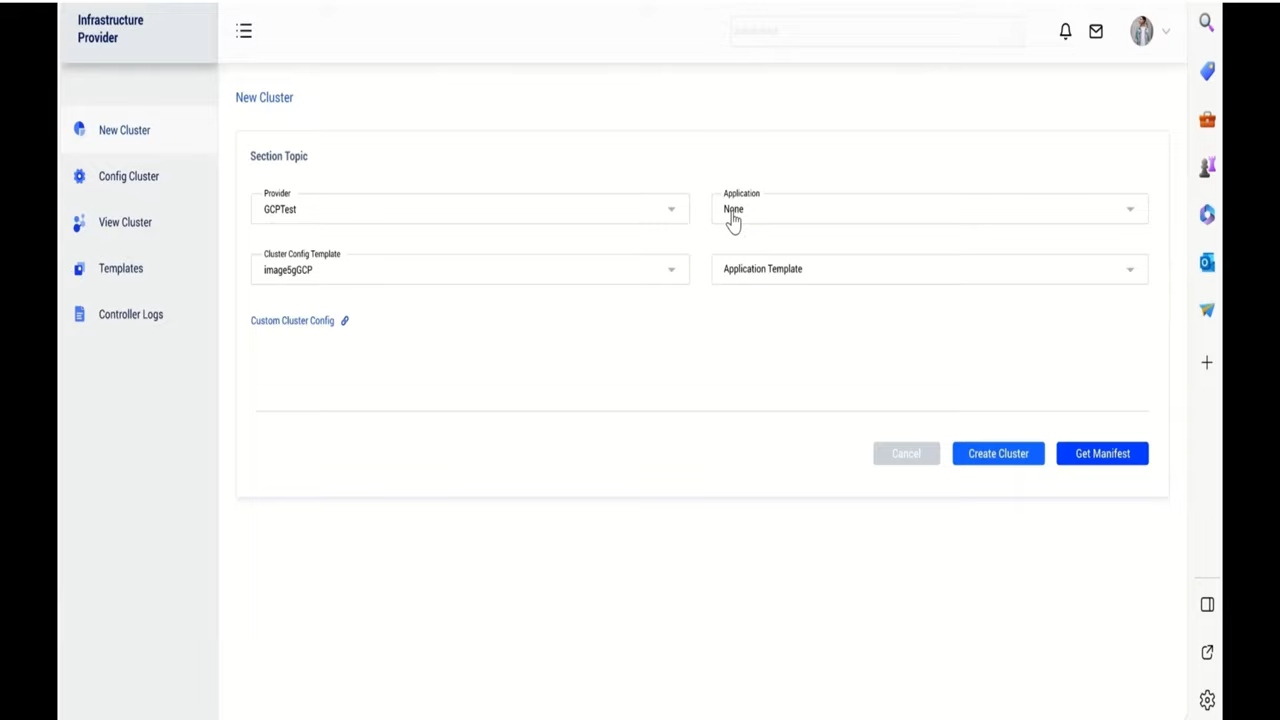 Infrastructure
Provider
New Cluster
Config Cluster
View Cluster
Templates
Controller Logs
New Cluster
Section Topic
Provider
GCPTest
Application
None
Cluster Config Template
image5gGCP
Application Template
Custom Cluster Config
Cancel
Create Cluster
Get Manifest